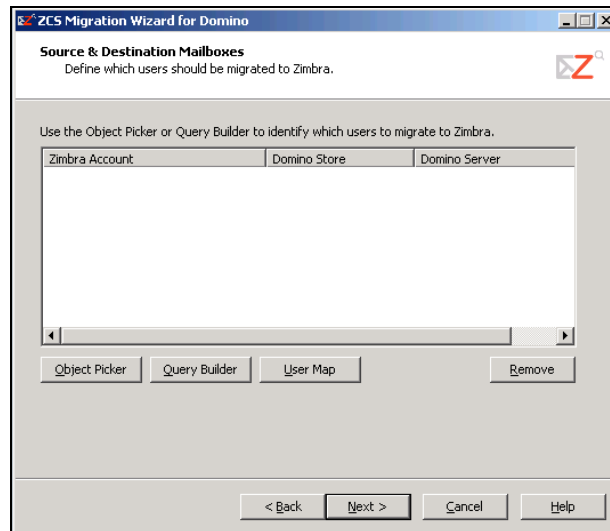 ZCS Migration Wizard for Domino
Source & Destination Mailboxes
Define which users should be migrated to Zimbra.
Use the Object Picker or Query Builder to identify which users to migrate to Zimbra.
Zimbra Account Domino Store Domino Server
Object Picker Query Builder User Map Remove
< Back Next > Cancel Help